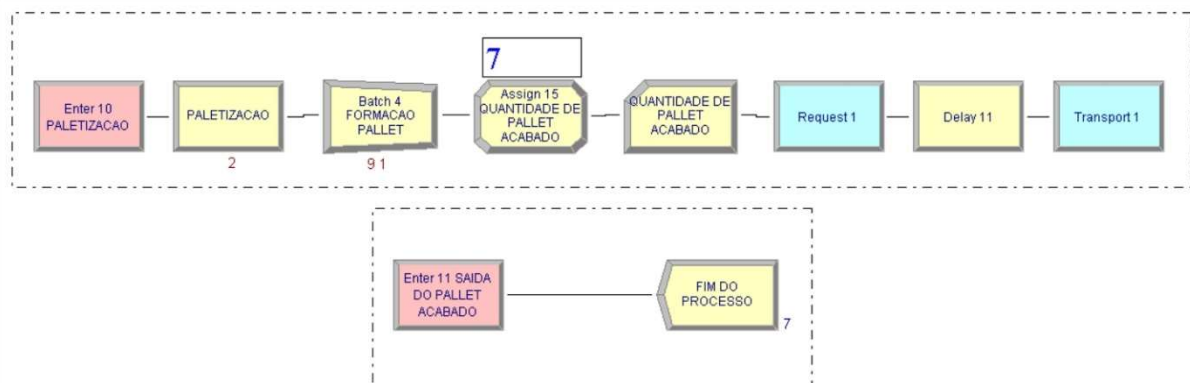 7
Enter 10
PALETIZACAO
PALETIZACAO
2
Batch 4
FORMACAO
PALLET
9 1
Assign 15
QUANTIDADE DE
PALLET
ACABADO
QUANTIDADE DE
PALLET
ACABADO
Request 1
Delay 11
Transport 1
Enter 11 SAIDA
DO PALLET
ACABADO
FIM DO
PROCESSO
7